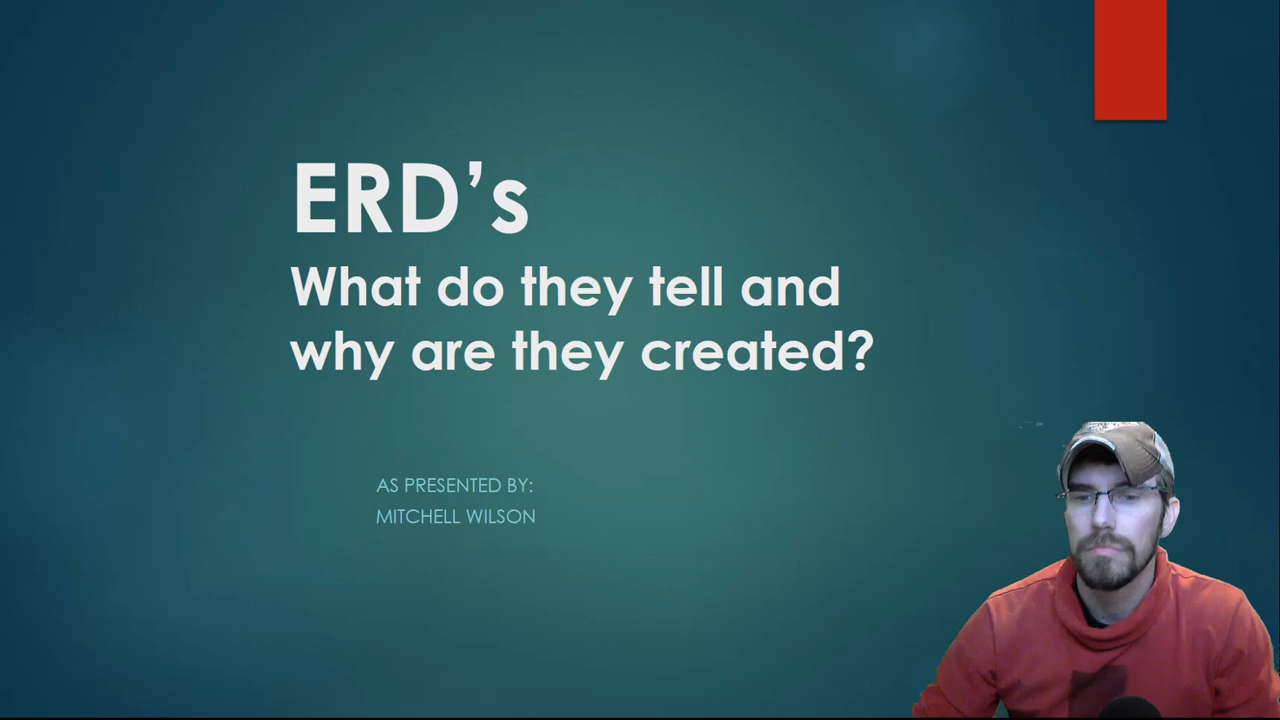 ERD’s
What do they tell and
why are they created?
AS PRESENTED BY:
MITCHELL WILSON